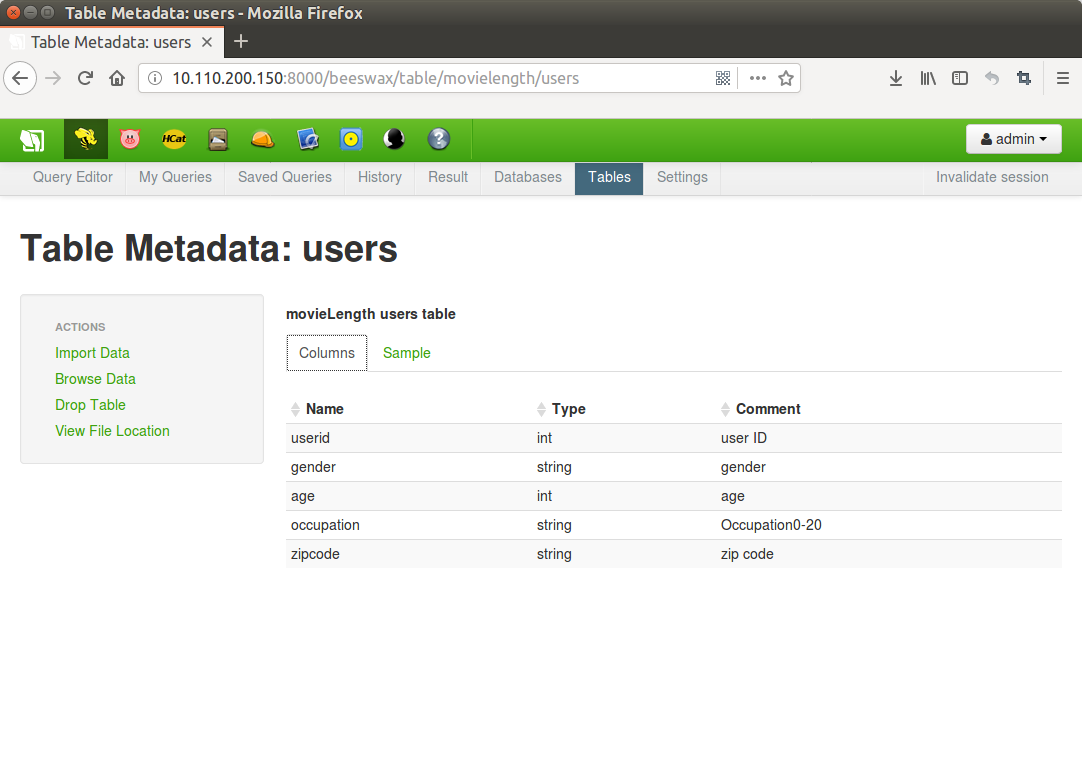 Table Metadata: users - Mozilla Firefox
Table Metadata: users
10.110.200.150:8000/beeswax/table/movielength/users
HCat
admin
Query Editor My Queries Saved Queries History Result Databases Tables Settings Invalidate session
Table Metadata: users
ACTIONS
Import Data
Browse Data
Drop Table
View File Location
movieLength users table
Columns Sample
Name Type Comment
userid int user ID
gender string gender
age int age
occupation string Occupation0-20
zipcode string zip code